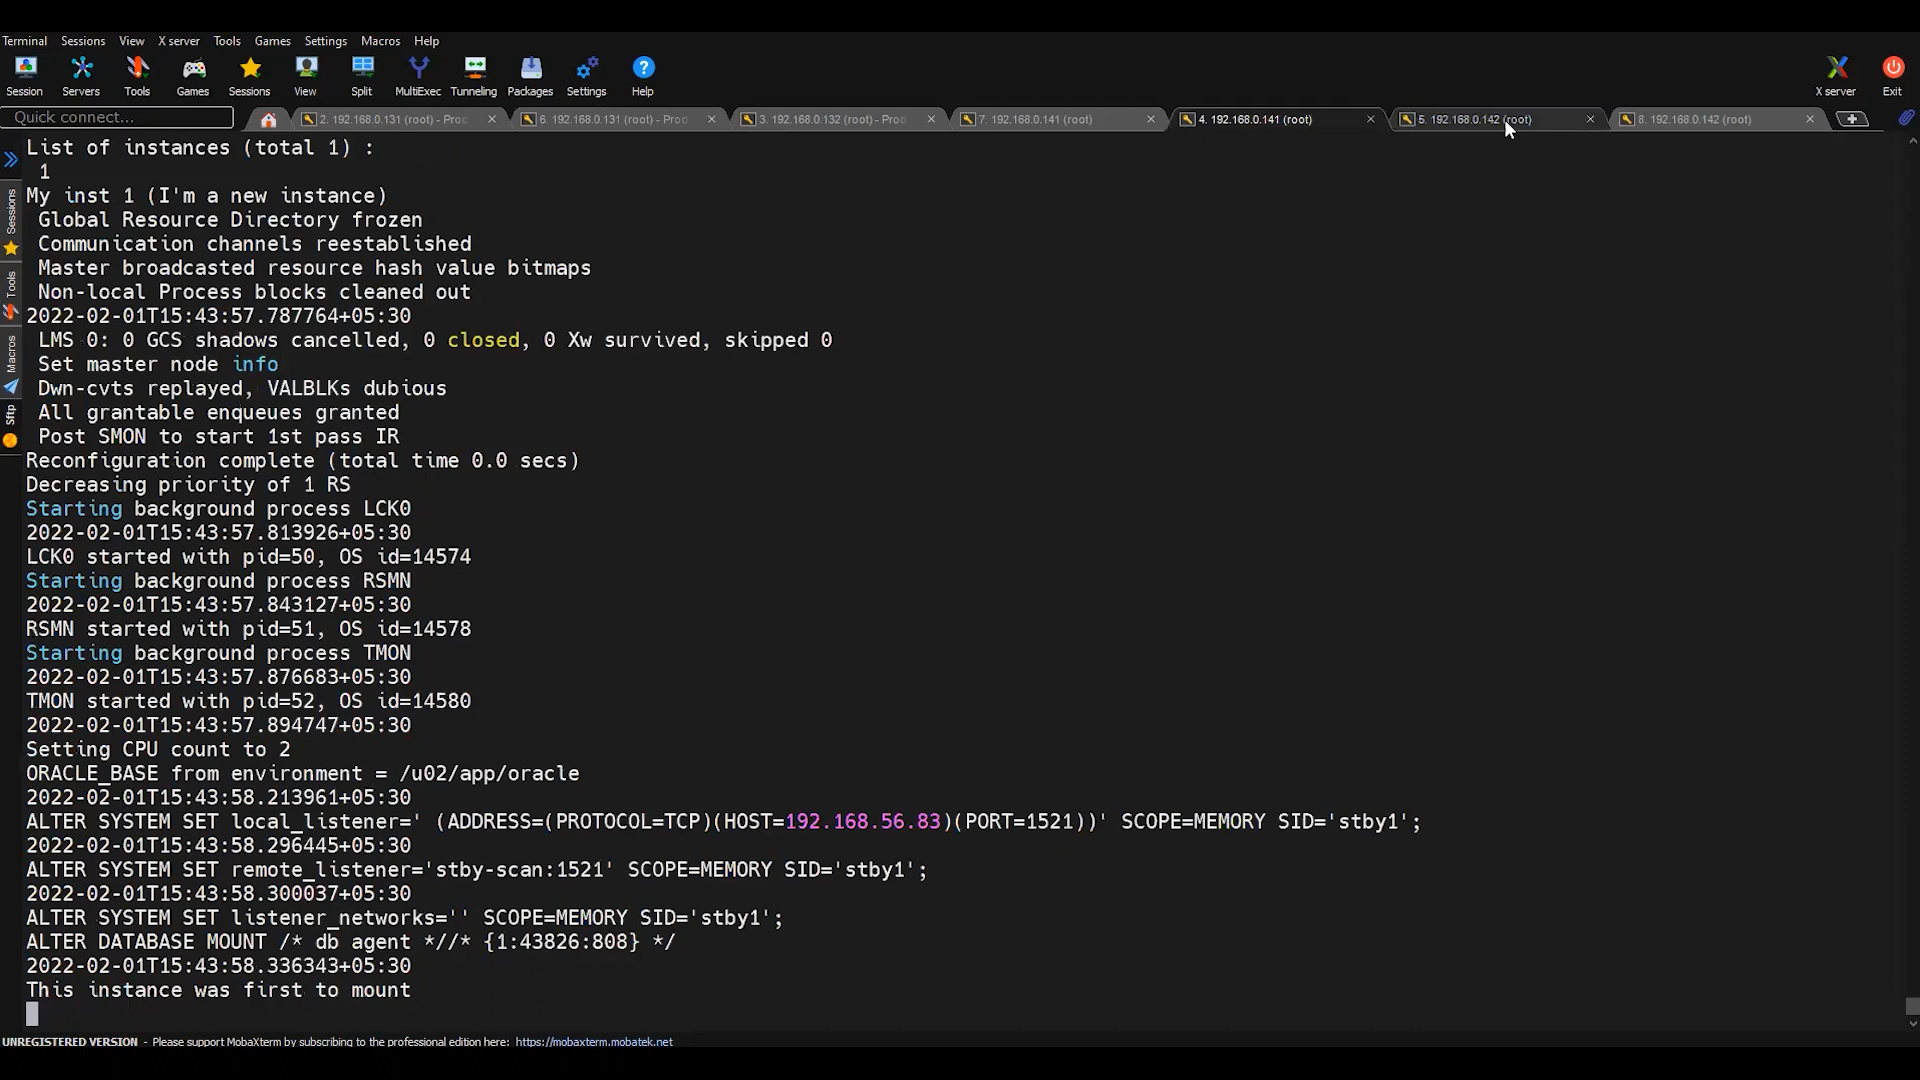 Terminal Sessions View X server Tools Games Settings Macros Help
Session Servers Tools Games Sessions View Split MultiExec Tunneling Packages Settings Help X server Exit
Quick connect... 2. 192.168.0.131 (root) - Proc 6. 192.168.0.131 (root) - Proc 3. 192.168.0.132 (root) - Proc 7. 192.168.0.141 (root) 4. 192.168.0.141 (root) 5. 192.168.0.142 (root) 8. 192.168.0.142 (root)
Sessions
Tools
Macros
Sftp
List of instances (total 1) :
1
My inst 1 (I'm a new instance)
Global Resource Directory frozen
Communication channels reestablished
Master broadcasted resource hash value bitmaps
Non-local Process blocks cleaned out
2022-02-01T15:43:57.787764+05:30
LMS 0: 0 GCS shadows cancelled, 0 closed, 0 Xw survived, skipped 0
Set master node info
Dwn-cvts replayed, VALBLKs dubious
All grantable enqueues granted
Post SMON to start 1st pass IR
Reconfiguration complete (total time 0.0 secs)
Decreasing priority of 1 RS
Starting background process LCK0
2022-02-01T15:43:57.813926+05:30
LCK0 started with pid=50, OS id=14574
Starting background process RSMN
2022-02-01T15:43:57.843127+05:30
RSMN started with pid=51, OS id=14578
Starting background process TMON
2022-02-01T15:43:57.876683+05:30
TMON started with pid=52, OS id=14580
2022-02-01T15:43:57.894747+05:30
Setting CPU count to 2
ORACLE_BASE from environment = /u02/app/oracle
2022-02-01T15:43:58.213961+05:30
ALTER SYSTEM SET local_listener=' (ADDRESS=(PROTOCOL=TCP)(HOST=192.168.56.83)(PORT=1521))' SCOPE=MEMORY SID='stby1';
2022-02-01T15:43:58.296445+05:30
ALTER SYSTEM SET remote_listener='stby-scan:1521' SCOPE=MEMORY SID='stby1';
2022-02-01T15:43:58.300037+05:30
ALTER SYSTEM SET listener_networks='' SCOPE=MEMORY SID='stby1';
ALTER DATABASE MOUNT /* db agent *//* {1:43826:808} */
2022-02-01T15:43:58.336343+05:30
This instance was first to mount
UNREGISTERED VERSION - Please support MobaXterm by subscribing to the professional edition here: https://mobaxterm.mobatek.net